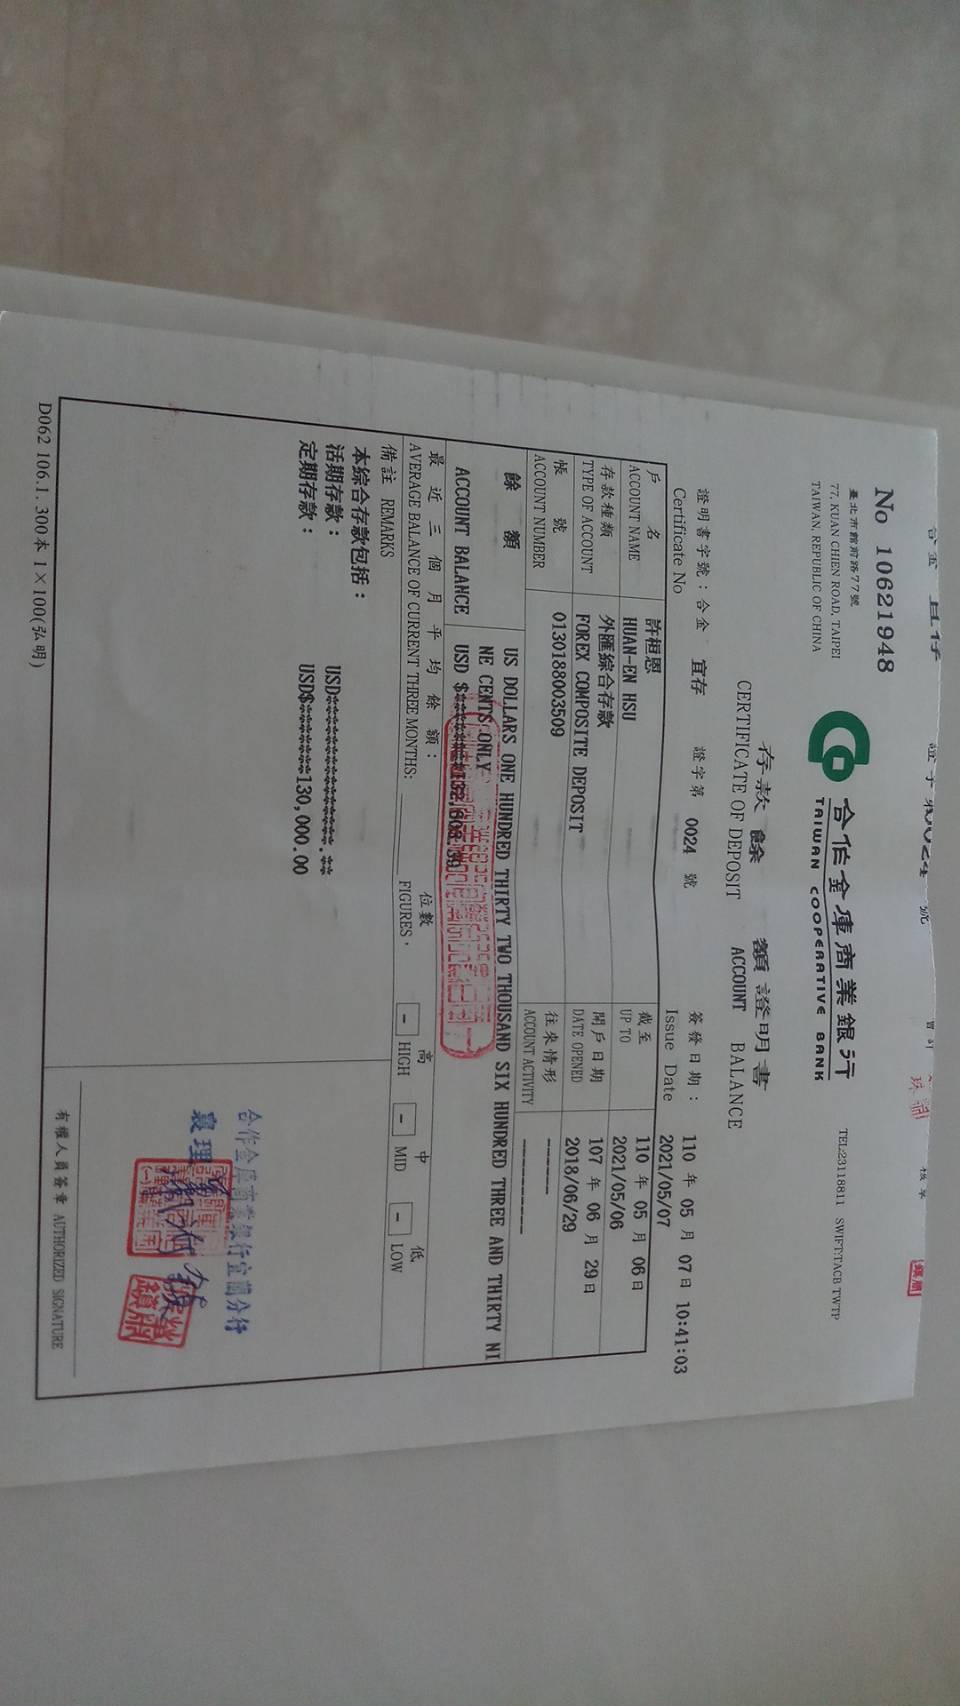 合金 宜存 證字第0024 號 會計 核章
No 10621948
臺北市館前路77號
77, KUAN CHIEN ROAD, TAIPEI
TAIWAN, REPUBLIC OF CHINA
合作金庫商業銀行
TAIWAN COOPERATIVE BANK
TEL:23118811 SWIFT:TACB TWTP
存款餘 額證明書
CERTIFICATE OF DEPOSIT ACCOUNT BALANCE
證明書字號：合金 宜存 證字第 0024 號
Certificate No
簽發日期： 110 年 05 月 07日 10:41:03
Issue Date 2021/05/07
戶 名 許桓恩
ACCOUNT NAME HUAN-EN HSU
截至 110 年 05 月 06日
UP TO 2021/05/06
存款種類 外匯綜合存款
TYPE OF ACCOUNT FOREX COMPOSITE DEPOSIT
開戶日期 107 年 06 月 29日
DATE OPENED 2018/06/29
帳 號 0130188003509
ACCOUNT NUMBER
往來情形 ------
ACCOUNT ACTIVITY ----------
餘 額 US DOLLARS ONE HUNDRED THIRTY TWO THOUSAND SIX HUNDRED THREE AND THIRTY NI
NE CENTS ONLY
ACCOUNT BALANCE USD $*******132,603.39
最近三個月平均餘額：
AVERAGE BALANCE OF CURRENT THREE MONTHS:
位數 高 中 低
FIGURES， - HIGH - MID - LOW
備註 REMARKS
本綜合存款包括：
活期存款： USD***************.**
定期存款： USD$*******130,000.00
合作金庫商業銀行宜蘭分行
襄理
有權人員簽章 AUTHORIZED SIGNATURE
D062 106.1. 300本 1×100(弘明)